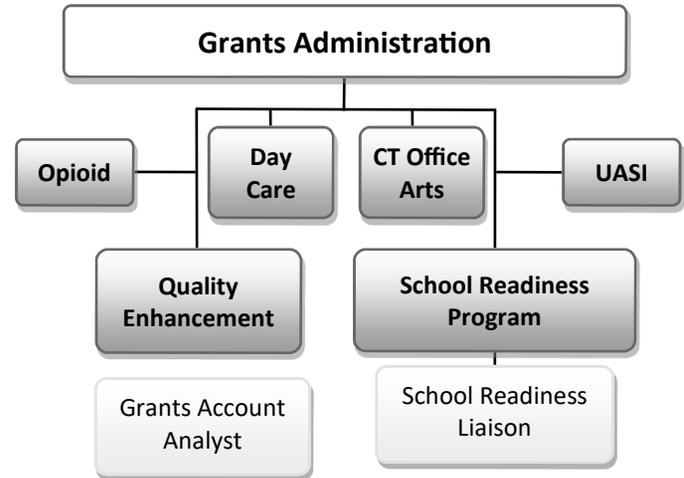 Grants Administration
Opioid
Day
Care
CT Office
Arts
UASI
Quality
Enhancement
School Readiness
Program
Grants Account
Analyst
School Readiness
Liaison